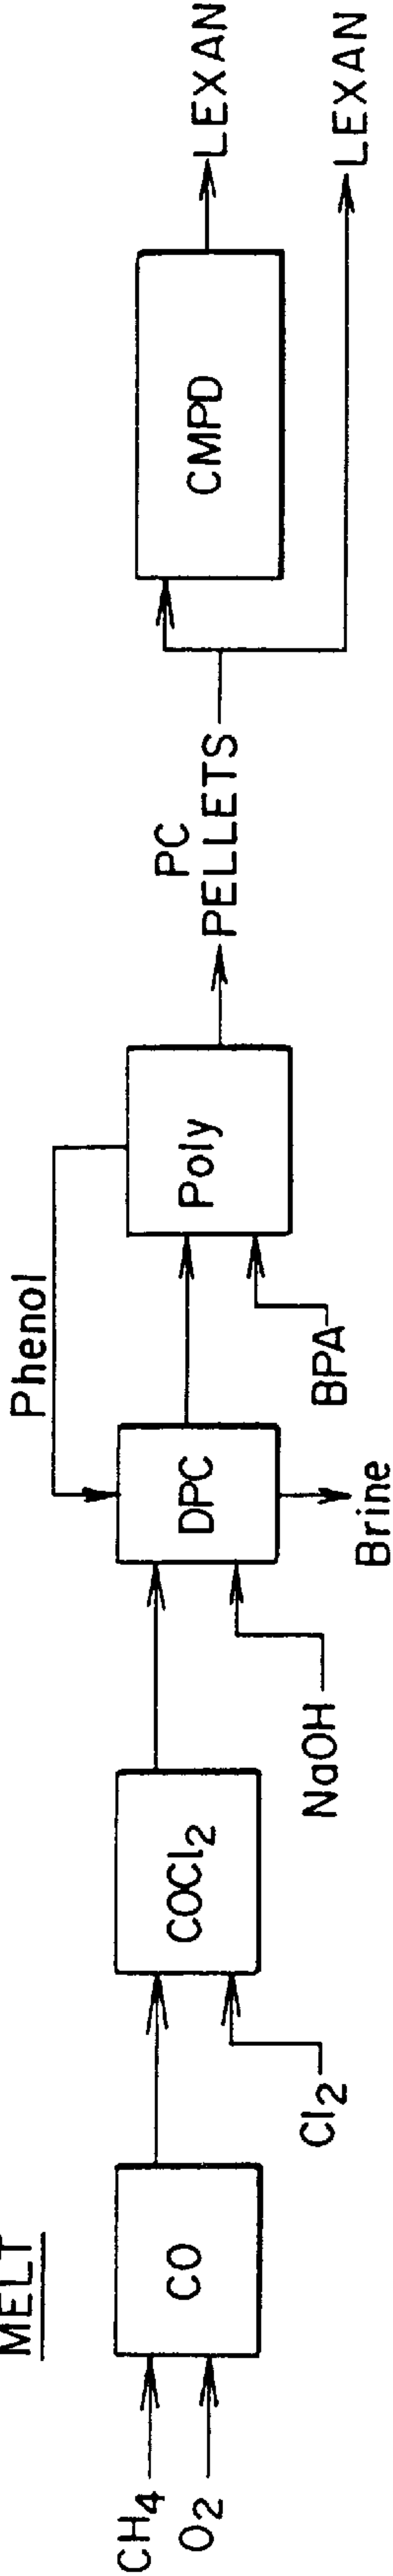 MELT
CH4
O2
CO
Cl2
COCl2
NaOH
DPC
Brine
Phenol
BPA
Poly
PC
PELLETS
CMPD
LEXAN
LEXAN